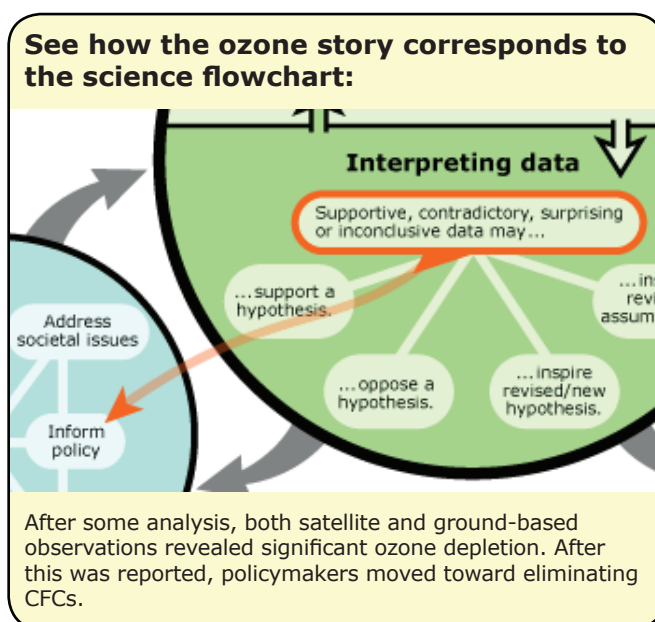 See how the ozone story corresponds to
the science flowchart:
Interpreting data
Supportive, contradictory, surprising
or inconclusive data may...
...support a
hypothesis.
...oppose a
hypothesis.
...inspire
revised/new
hypothesis.
Address
societal issues
Inform
policy
After some analysis, both satellite and ground-based
observations revealed significant ozone depletion. After
this was reported, policymakers moved toward eliminating
CFCs.